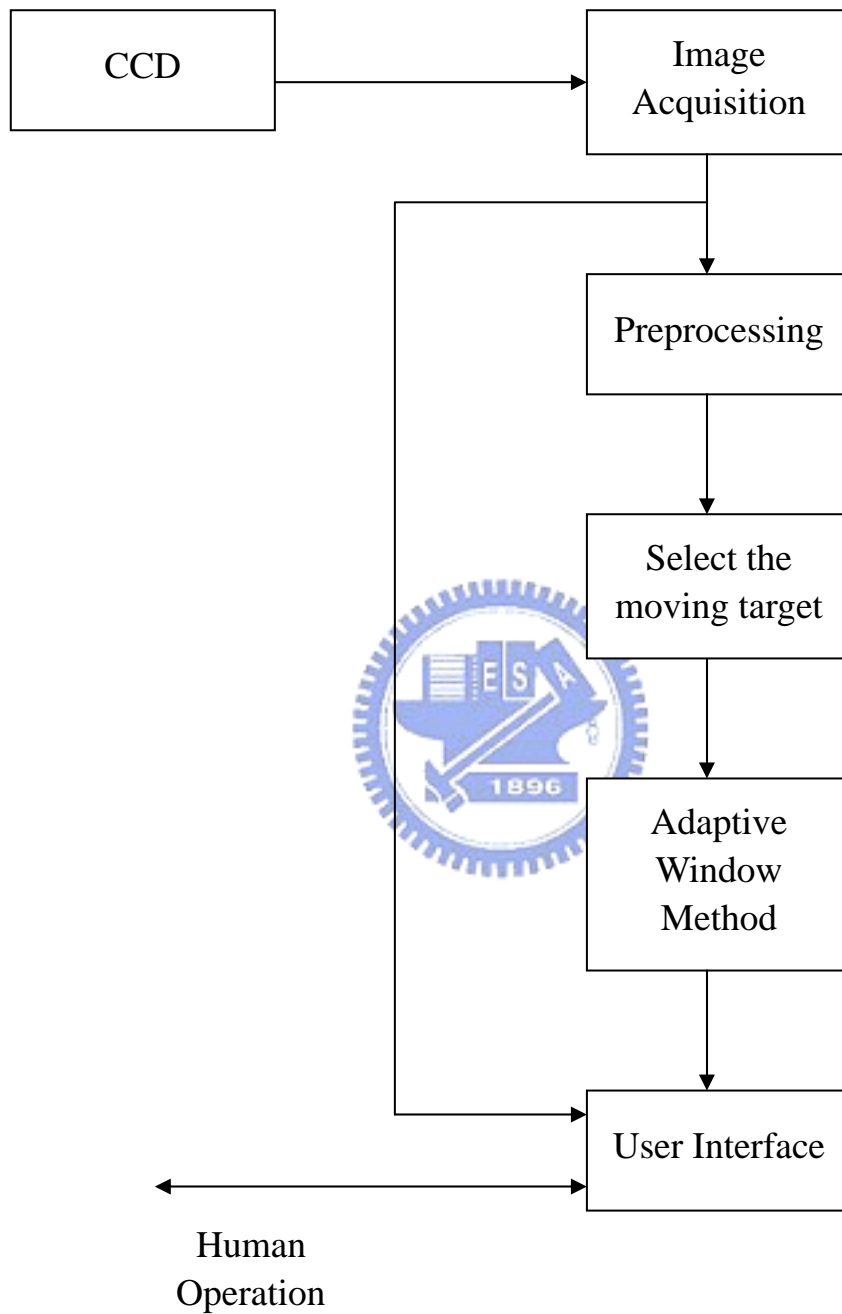 CCD
Image
Acquisition
Preprocessing
Select the
moving target
E S A
1896
Adaptive
Window
Method
User Interface
Human
Operation